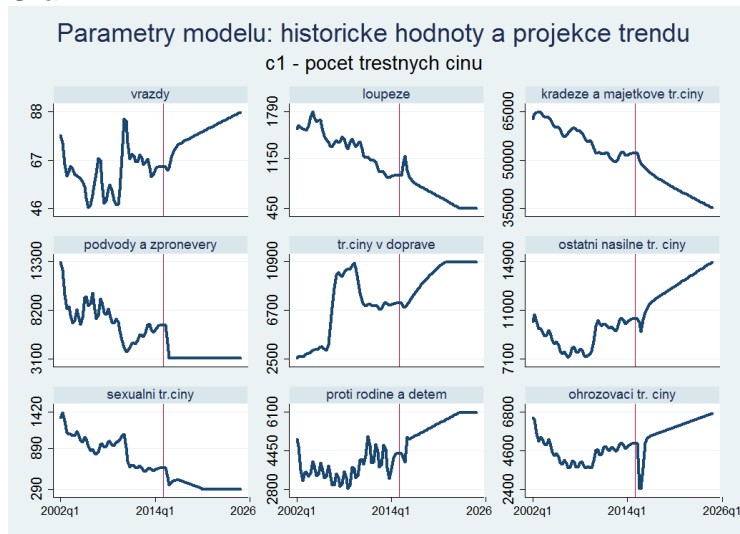 Parametry modelu: historicke hodnoty a projekce trendu
c1 - pocet trestnych cinu
vrazdy
88
67
46
loupeze
1790
1150
450
kradeze a majetkove tr.ciny
65000
50000
35000
podvody a zpronevery
13300
8200
3100
tr.ciny v doprave
10900
6700
2500
ostatni nasilne tr. ciny
14900
11000
7100
sexualni tr.ciny
1420
890
290
2002q1 2014q1 2026
proti rodine a detem
6100
4450
2800
2002q1 2014q1 2026
ohrozovaci tr. ciny
6800
4600
2400
2002q1 2014q1 2026q1